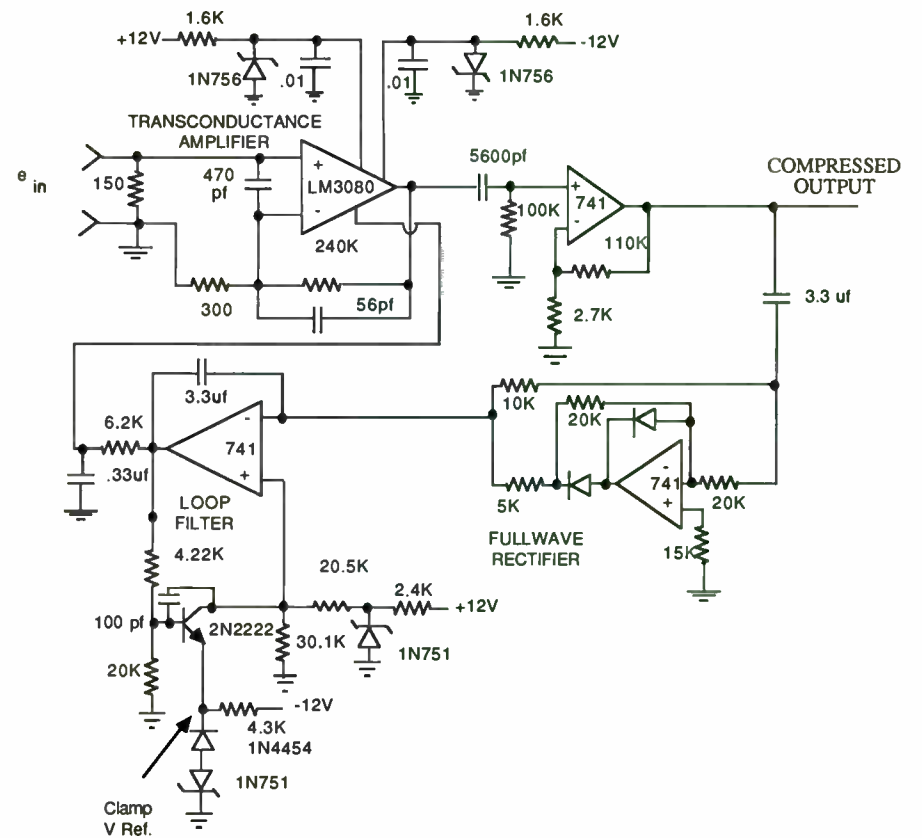 1.6K
+12V
1N756
.01
1.6K
-12V
.01
1N756
TRANSCONDUCTANCE
AMPLIFIER
e in
150
470
pf
+
LM3080
-
240K
300
56pf
5600pf
100K
+
741
-
110K
2.7K
COMPRESSED
OUTPUT
3.3 uf
3.3uf
6.2K
.33uf
-
741
+
LOOP
FILTER
10K
20K
5K
-
741
+
20K
15K
FULLWAVE
RECTIFIER
4.22K
100 pf
2N2222
20K
20.5K
2.4K
+12V
30.1K
1N751
-12V
4.3K
1N4454
1N751
Clamp
V Ref.